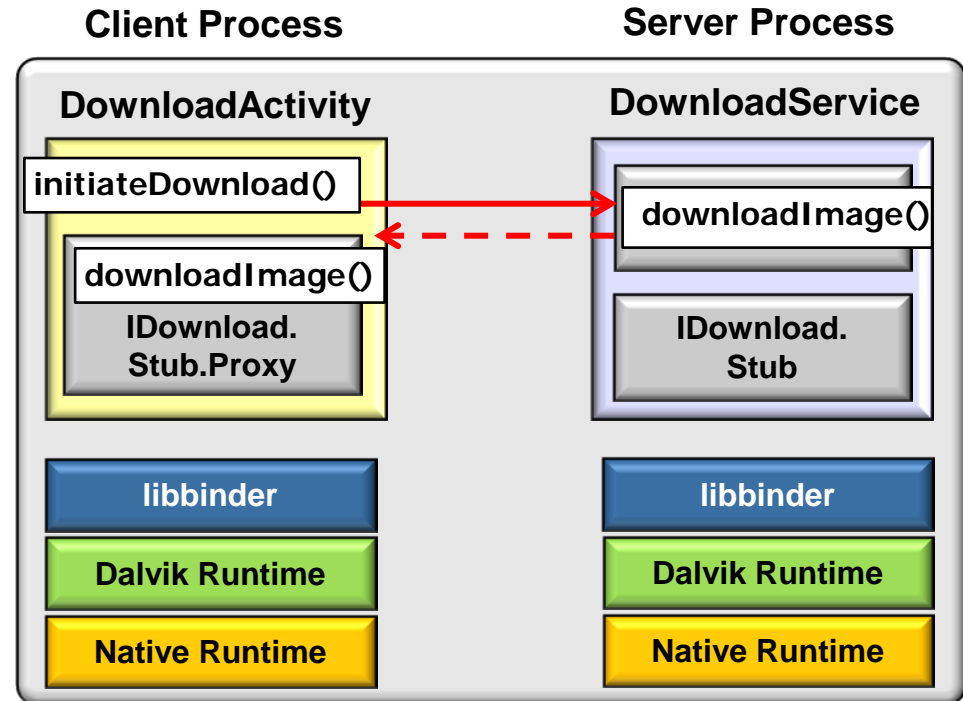 Client Process
Server Process
DownloadActivity
DownloadService
initiateDownload()
downloadImage()
downloadImage()
IDownload.
Stub.Proxy
IDownload.
Stub
libbinder
libbinder
Dalvik Runtime
Dalvik Runtime
Native Runtime
Native Runtime